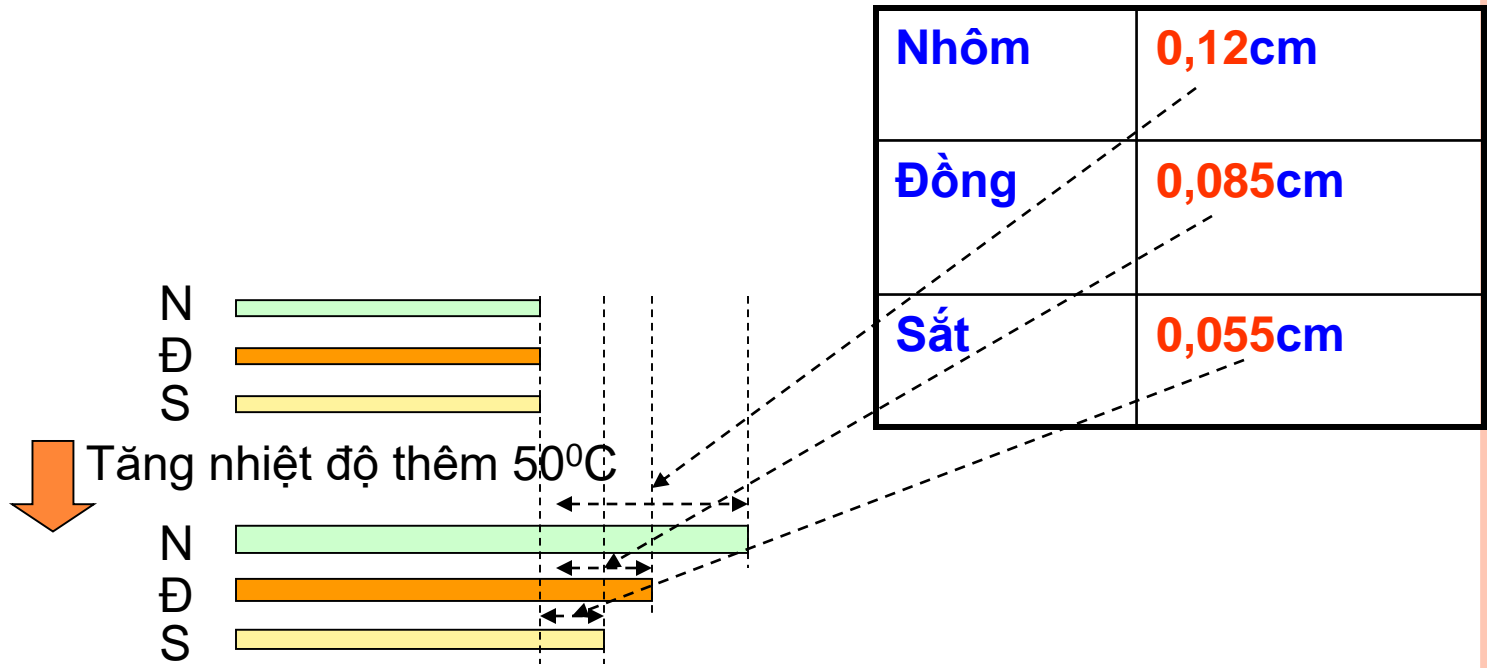 Nhôm 0,12cm
Đồng 0,085cm
Sắt 0,055cm
N
Đ
S
Tăng nhiệt độ thêm 50⁰C
N
Đ
S